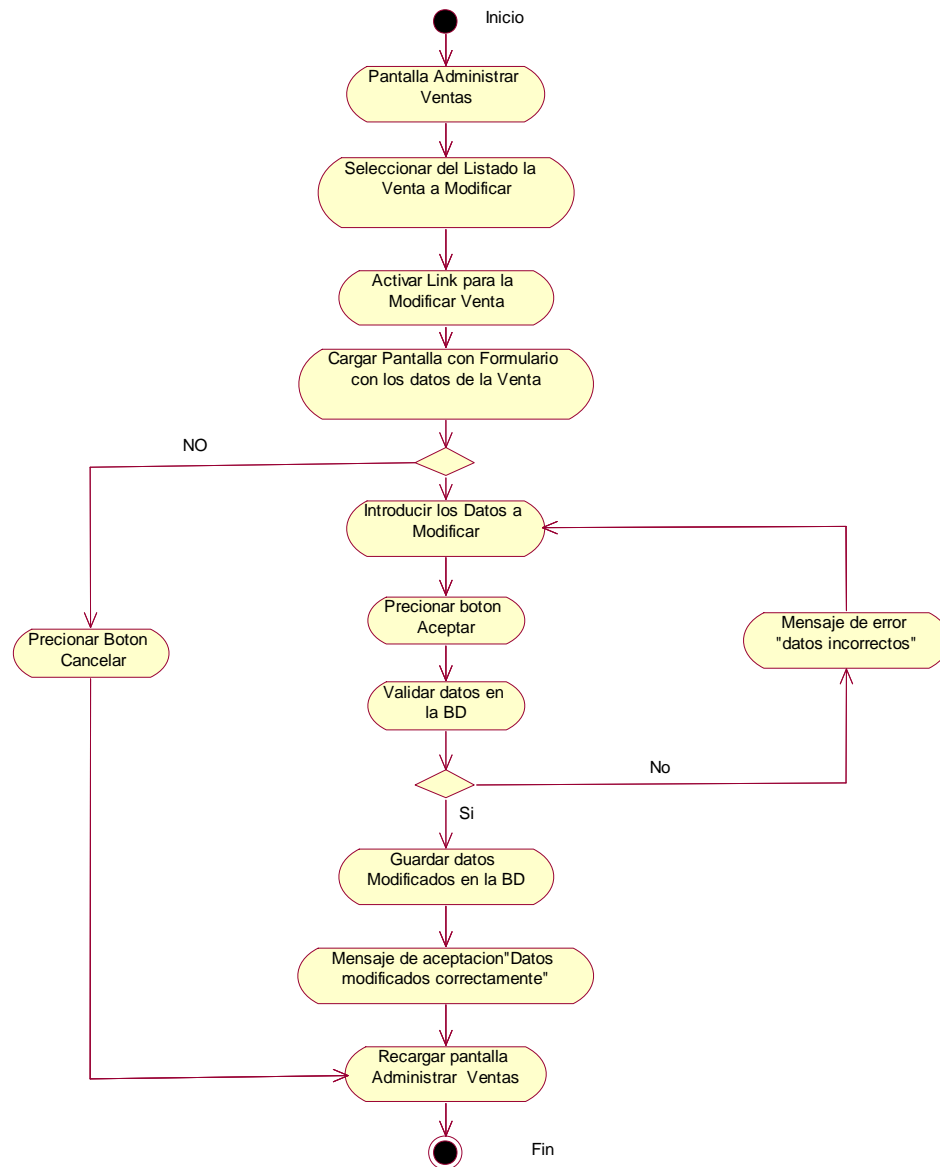 Inicio
Pantalla Administrar
Ventas
Seleccionar del Listado la
Venta a Modificar
Activar Link para la
Modificar Venta
Cargar Pantalla con Formulario
con los datos de la Venta
NO
Introducir los Datos a
Modificar
Precionar boton
Aceptar
Precionar Boton
Cancelar
Mensaje de error
"datos incorrectos"
Validar datos en
la BD
No
Si
Guardar datos
Modificados en la BD
Mensaje de aceptacion"Datos
modificados correctamente"
Recargar pantalla
Administrar Ventas
Fin